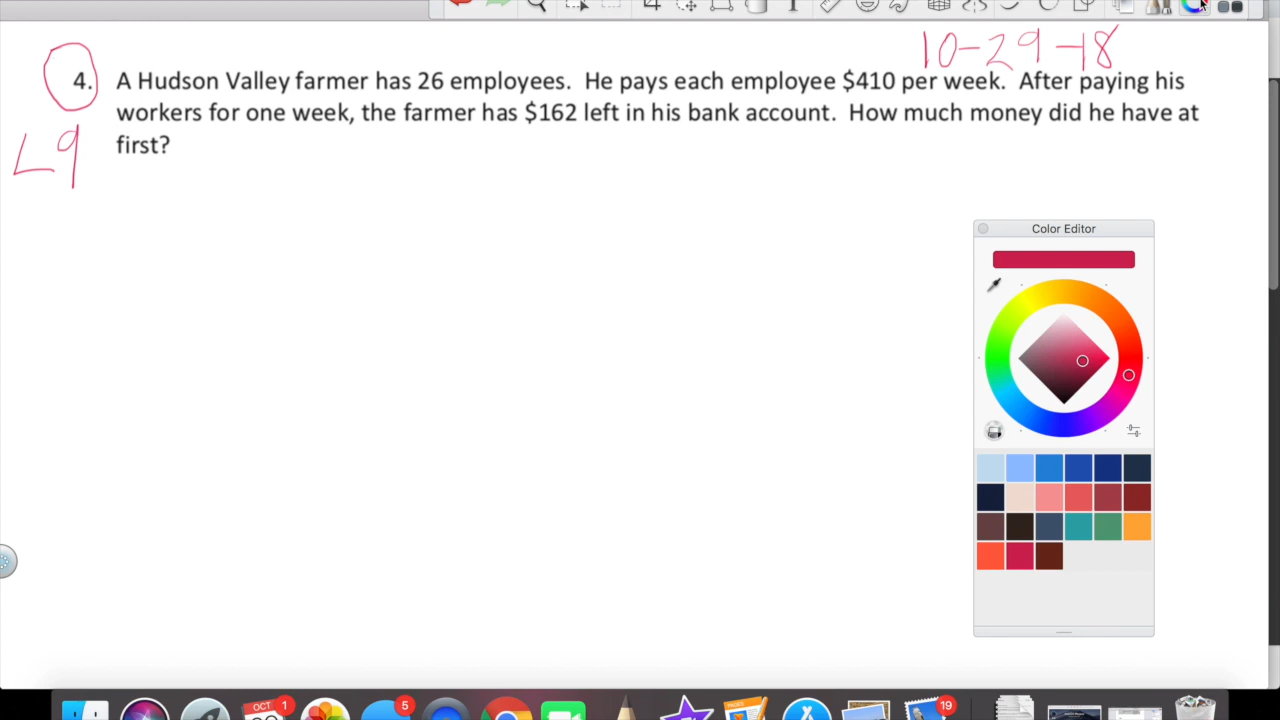 10-29-18
4. A Hudson Valley farmer has 26 employees. He pays each employee $410 per week. After paying his
workers for one week, the farmer has $162 left in his bank account. How much money did he have at
first?
L9
Color Editor
OCT 1
5
PAGES
19